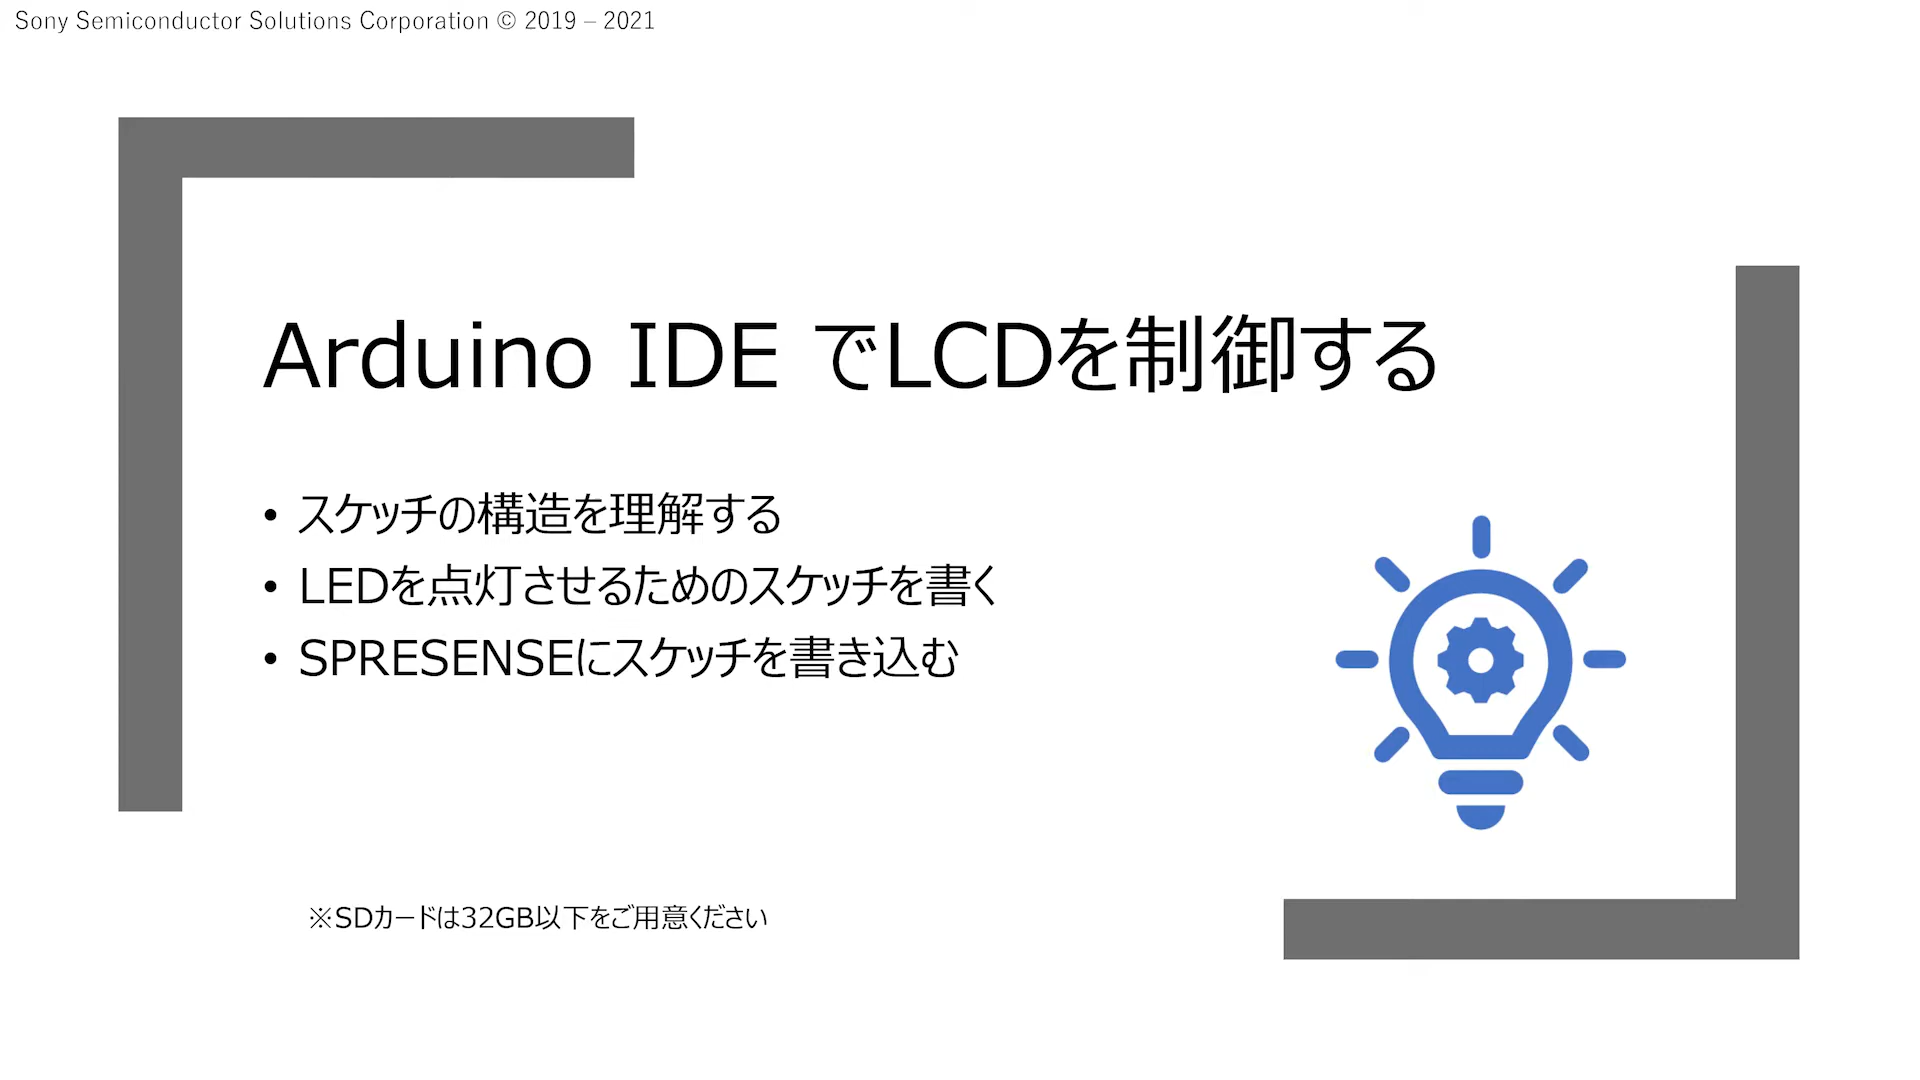 Sony Semiconductor Solutions Corporation © 2019 – 2021
Arduino IDE でLCDを制御する
• スケッチの構造を理解する
• LEDを点灯させるためのスケッチを書く
• SPRESENSEにスケッチを書き込む
※SDカードは32GB以下をご用意ください